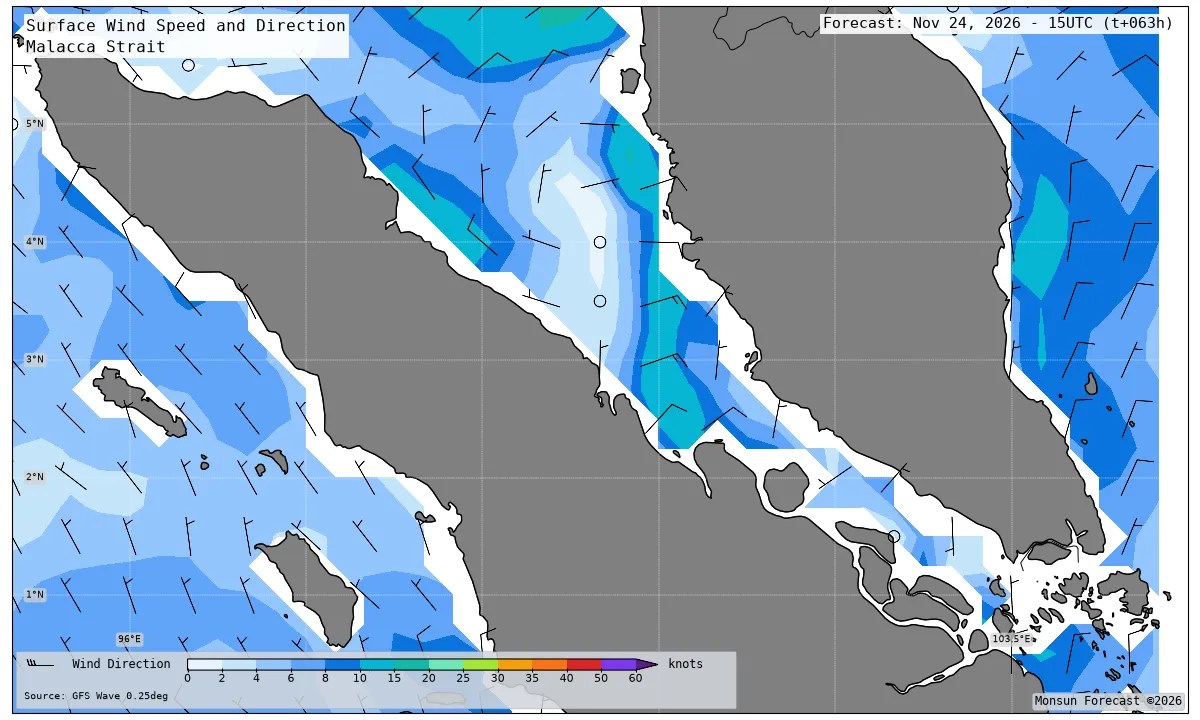 Surface Wind Speed and Direction
Malacca Strait
Forecast: Nov 24, 2026 - 15UTC (t+063h)
5°N
4°N
3°N
2°N
1°N
96°E
103.5°E
Wind Direction
knots
0 2 4 6 8 10 15 20 25 30 40 50 60
Source: GFS Wave 0.25deg
Monsun Forecast ©2026